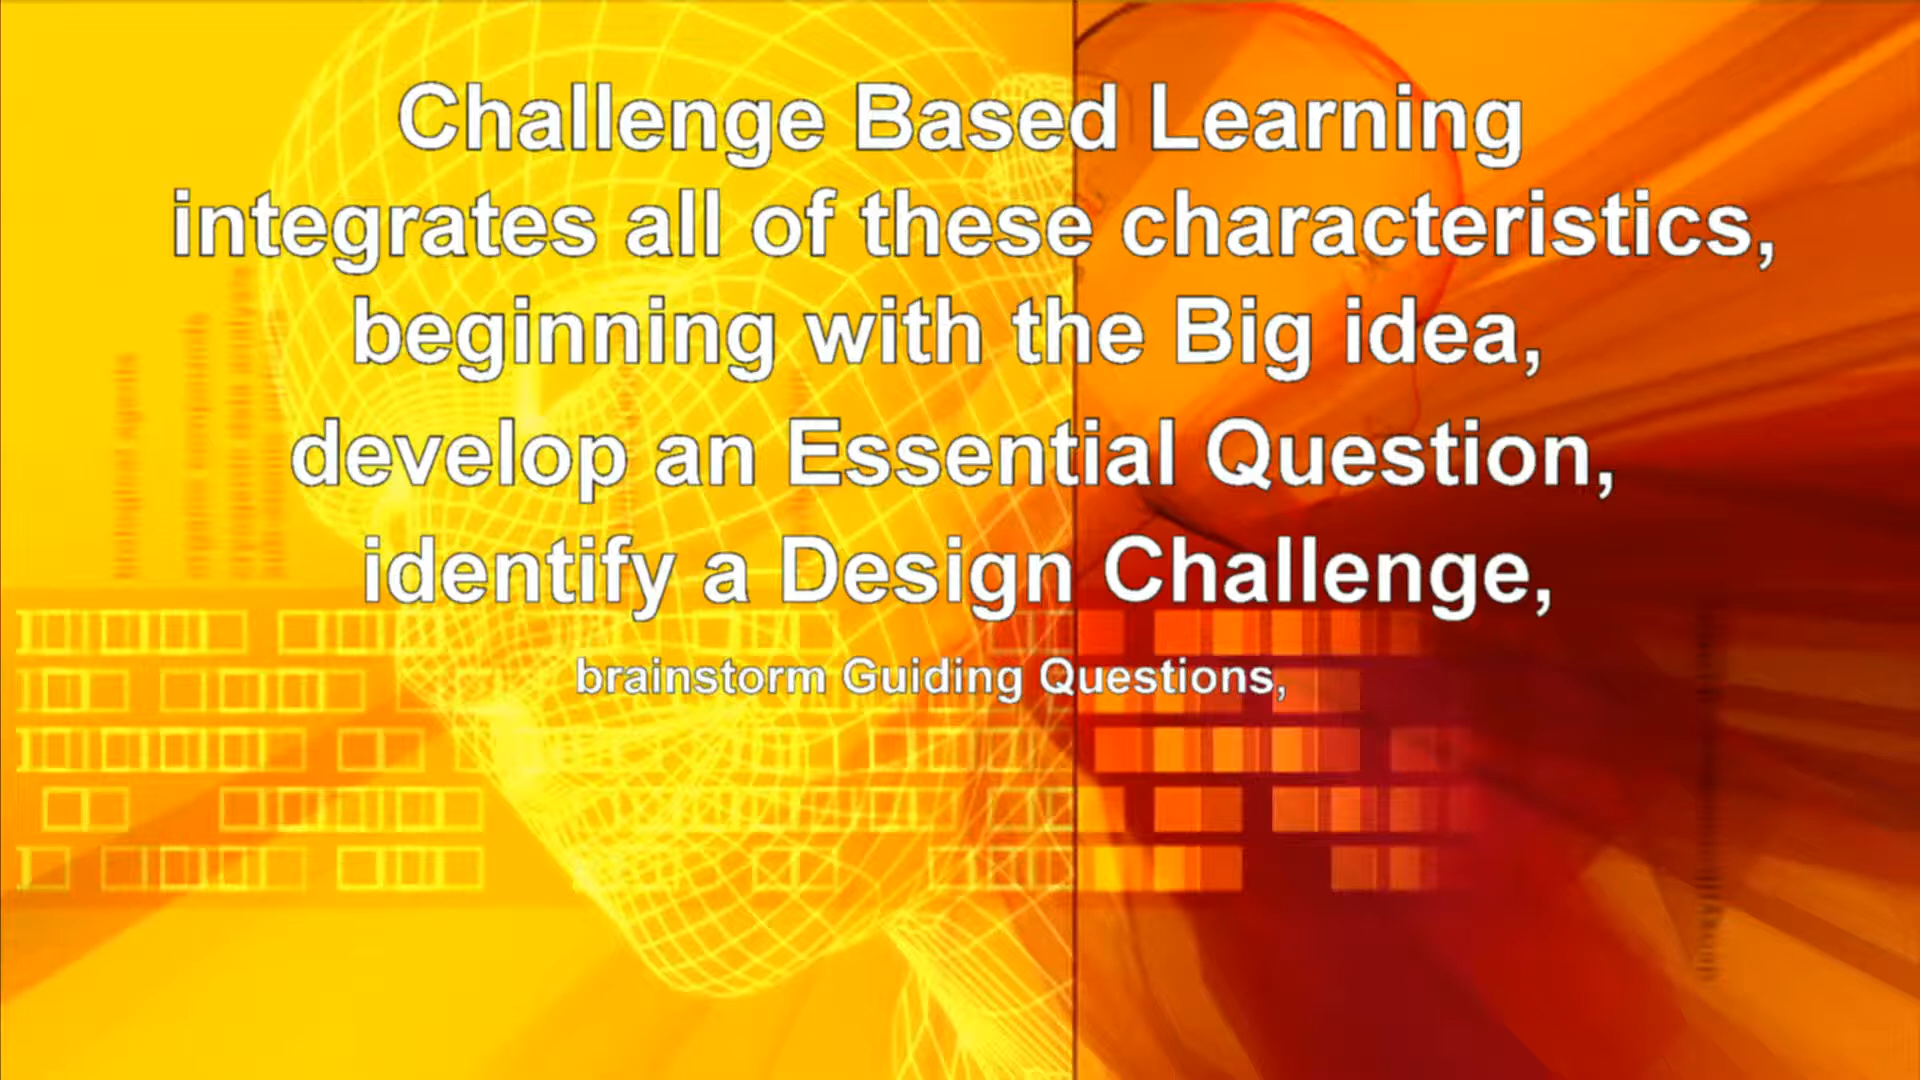 Challenge Based Learning
integrates all of these characteristics,
beginning with the Big idea,
develop an Essential Question,
identify a Design Challenge,
brainstorm Guiding Questions,